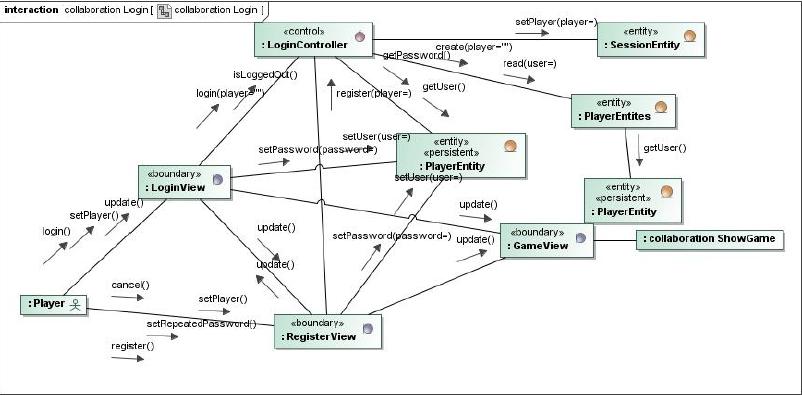 interaction collaboration Login [ collaboration Login ]
«control»
: LoginController
setPlayer(player=)
«entity»
: SessionEntity
create(player="")
getPassword()
read(user=)
isLoggedOut()
login(player="")
register(player=)
getUser()
«entity»
: PlayerEntites
setUser(user=)
setPassword(password=)
«entity»
«persistent»
: PlayerEntity
getUser()
«boundary»
: LoginView
setUser(user=)
«entity»
«persistent»
: PlayerEntity
update()
setPlayer()
login()
update()
update()
setPassword(password=)
update()
«boundary»
: GameView
: collaboration ShowGame
update()
cancel()
: Player
setPlayer()
setRepeatedPassword()
«boundary»
: RegisterView
register()